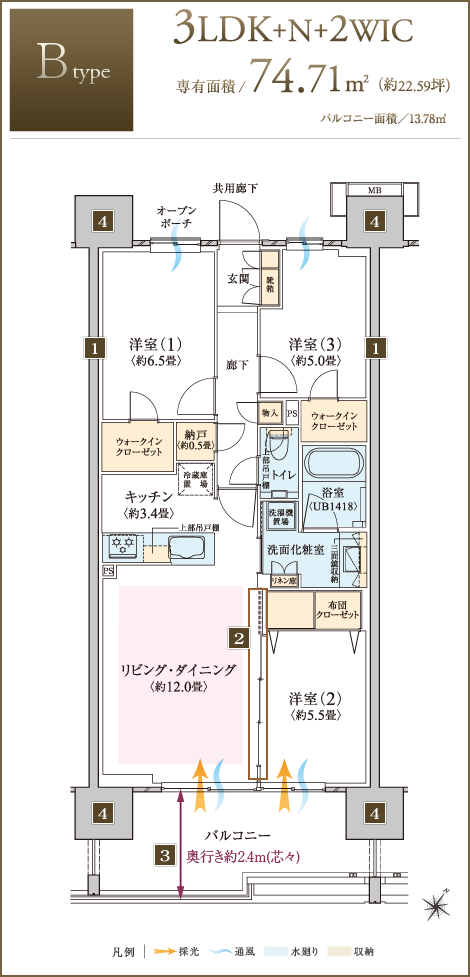 B type
3LDK+N+2WIC
専有面積/74.71㎡(約22.59坪)
バルコニー面積/13.78㎡
共用廊下
MB
オープン
ポーチ
4
4
玄関
靴箱
1
1
洋室(1)
〈約6.5畳〉
洋室(3)
〈約5.0畳〉
廊下
物入
PS
ウォークイン
クローゼット
ウォークイン
クローゼット
納戸
〈約0.5畳〉
上部吊戸棚
トイレ
冷蔵庫
置場
浴室
〈UB1418〉
キッチン
〈約3.4畳〉
洗濯機
置場
上部吊戸棚
洗面化粧室
三面鏡収納
PS
リネン庫
布団
クローゼット
2
リビング・ダイニング
〈約12.0畳〉
洋室(2)
〈約5.5畳〉
4
4
バルコニー
3
奥行き約2.4m(芯々)
N
凡例
採光
通風
水廻り
収納